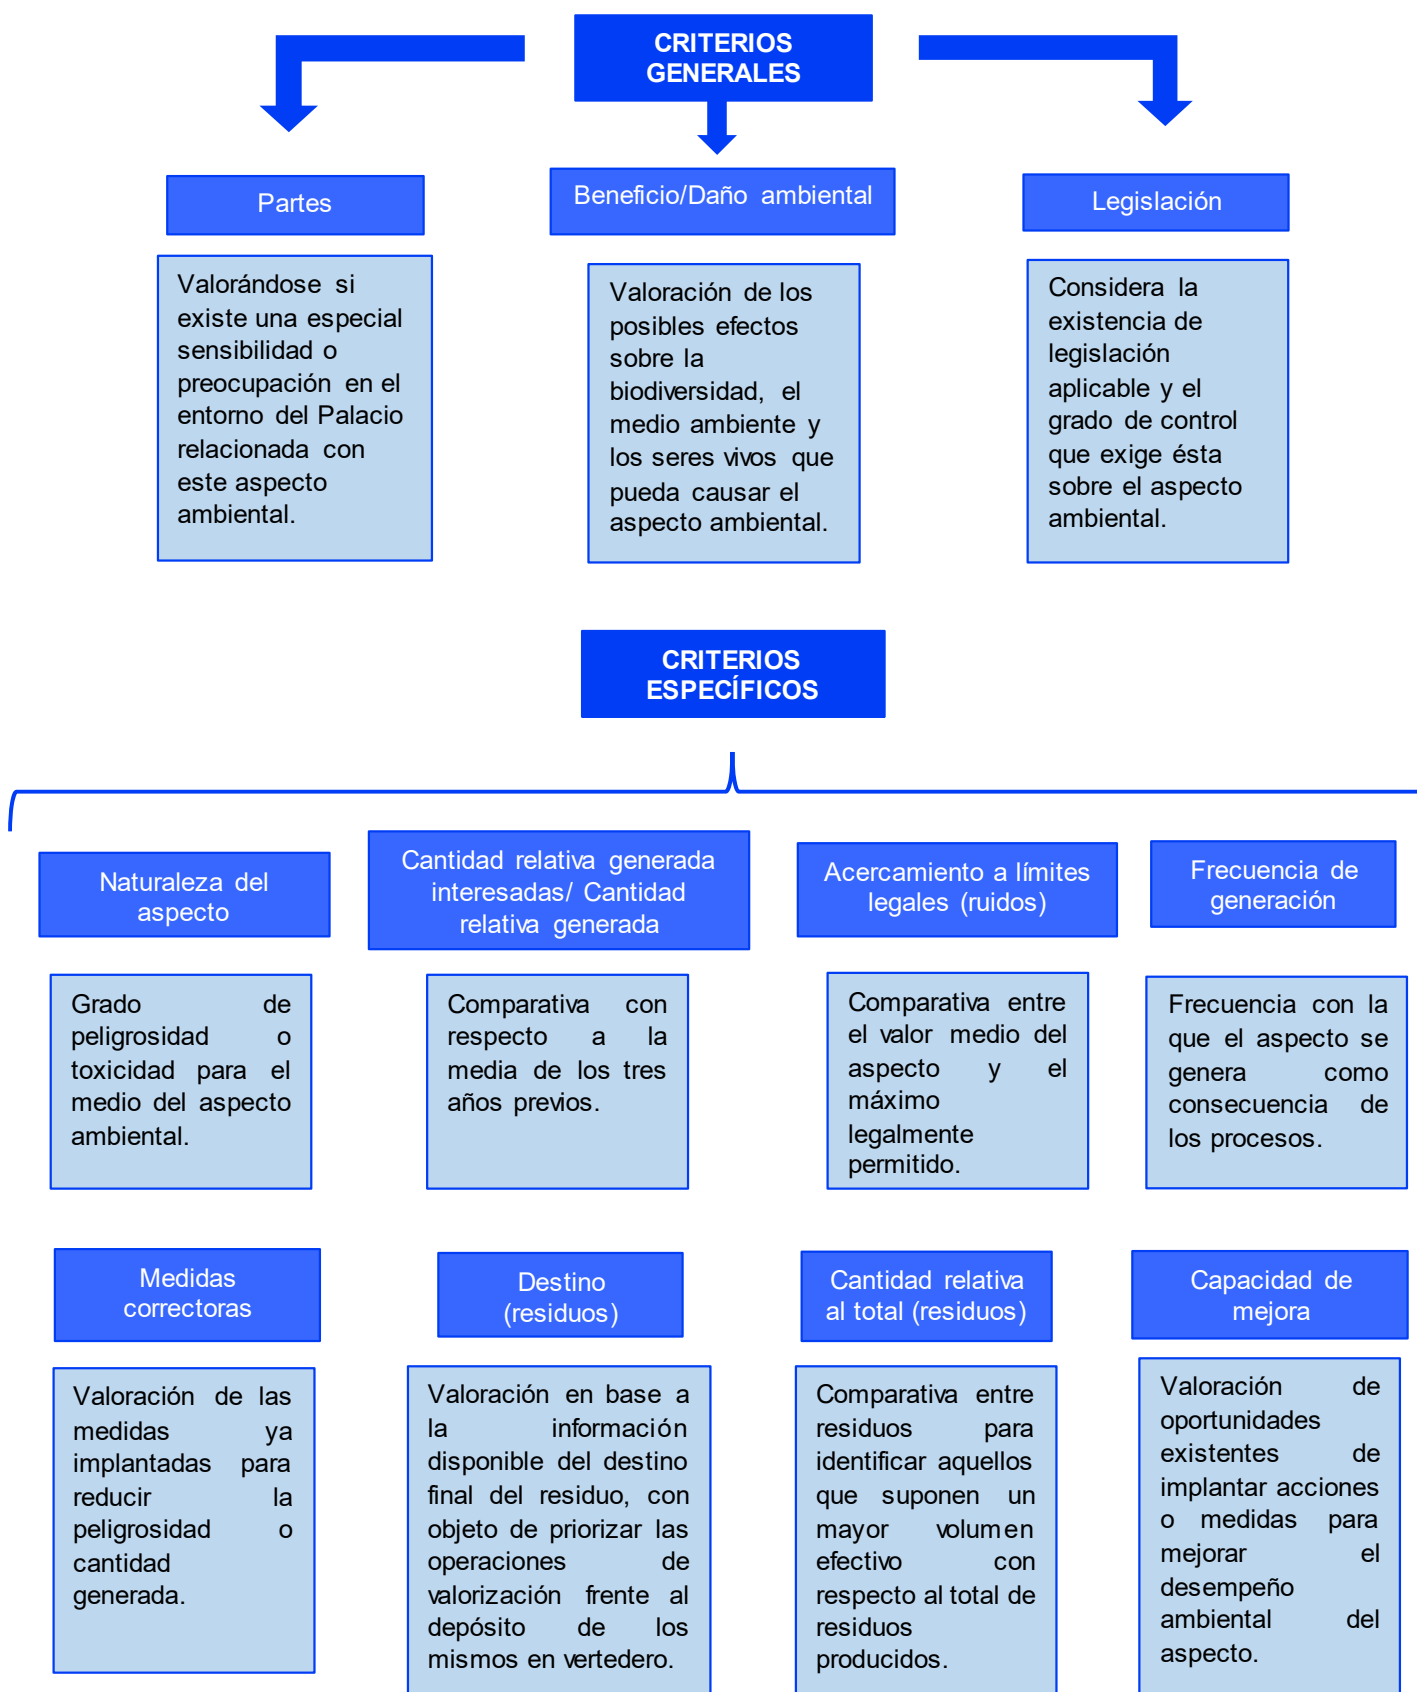 CRITERIOS
GENERALES
Partes
Beneficio/Daño ambiental
Legislación
Valorándose si
existe una especial
sensibilidad o
preocupación en el
entorno del Palacio
relacionada con
este aspecto
ambiental.
Valoración de los
posibles efectos
sobre la
biodiversidad, el
medio ambiente y
los seres vivos que
pueda causar el
aspecto ambiental.
Considera la
existencia de
legislación
aplicable y el
grado de control
que exige ésta
sobre el aspecto
ambiental.
CRITERIOS
ESPECÍFICOS
Naturaleza del
aspecto
Cantidad relativa generada
interesadas/ Cantidad
relativa generada
Acercamiento a límites
legales (ruidos)
Frecuencia de
generación
Grado de
peligrosidad o
toxicidad para el
medio del aspecto
ambiental.
Comparativa con
respecto a la
media de los tres
años previos.
Comparativa entre
el valor medio del
aspecto y el
máximo
legalmente
permitido.
Frecuencia con la
que el aspecto se
genera como
consecuencia de
los procesos.
Medidas
correctoras
Destino
(residuos)
Cantidad relativa
al total (residuos)
Capacidad de
mejora
Valoración de las
medidas ya
implantadas para
reducir la
peligrosidad o
cantidad
generada.
Valoración en base a
la información
disponible del destino
final del residuo, con
objeto de priorizar las
operaciones de
valorización frente al
depósito de los
mismos en vertedero.
Comparativa entre
residuos para
identificar aquellos
que suponen un
mayor volumen
efectivo con
respecto al total de
residuos
producidos.
Valoración de
oportunidades
existentes de
implantar acciones
o medidas para
mejorar el
desempeño
ambiental del
aspecto.